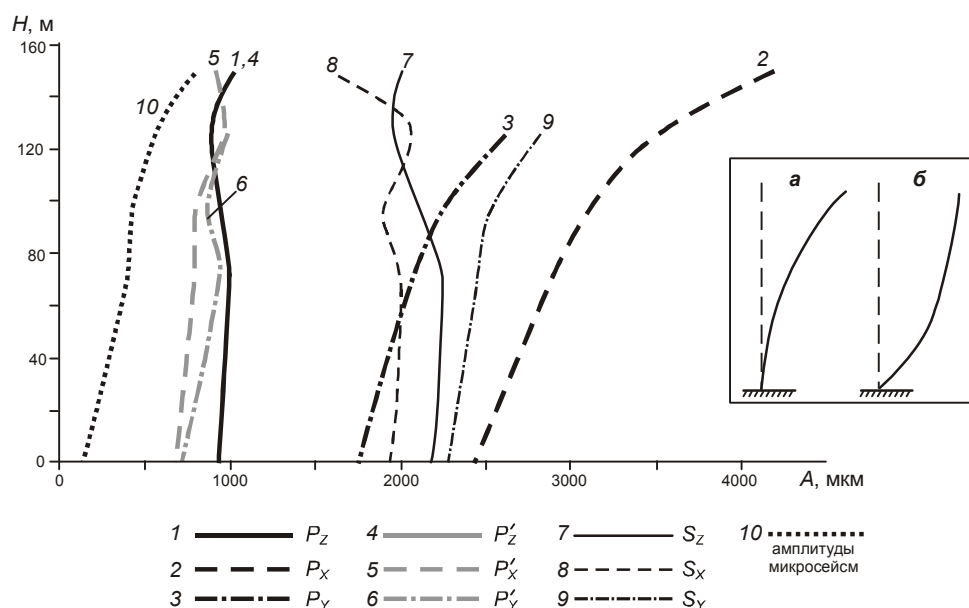 H, м
160
120
80
40
0
0
1000
2000
3000
4000
A, мкм
10
5
1,4
6
8
7
3
9
2
а
б
1 P_Z
2 P_X
3 P_Y
4 P′_Z
5 P′_X
6 P′_Y
7 S_Z
8 S_X
9 S_Y
10
амплитуды
микросейсм